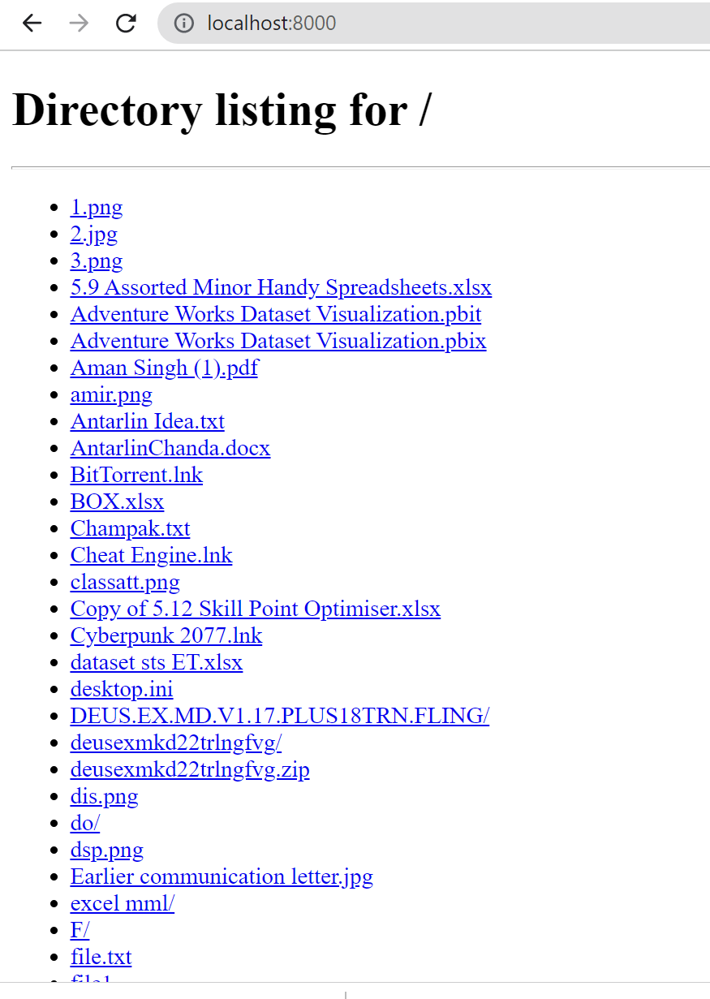 localhost:8000
Directory listing for /
1.png
2.jpg
3.png
5.9 Assorted Minor Handy Spreadsheets.xlsx
Adventure Works Dataset Visualization.pbit
Adventure Works Dataset Visualization.pbix
Aman Singh (1).pdf
amir.png
Antarlin Idea.txt
AntarlinChanda.docx
BitTorrent.lnk
BOX.xlsx
Champak.txt
Cheat Engine.lnk
classatt.png
Copy of 5.12 Skill Point Optimiser.xlsx
Cyberpunk 2077.lnk
dataset sts ET.xlsx
desktop.ini
DEUS.EX.MD.V1.17.PLUS18TRN.FLING/
deusexmkd22trlngfvg/
deusexmkd22trlngfvg.zip
dis.png
do/
dsp.png
Earlier communication letter.jpg
excel mml/
F/
file.txt